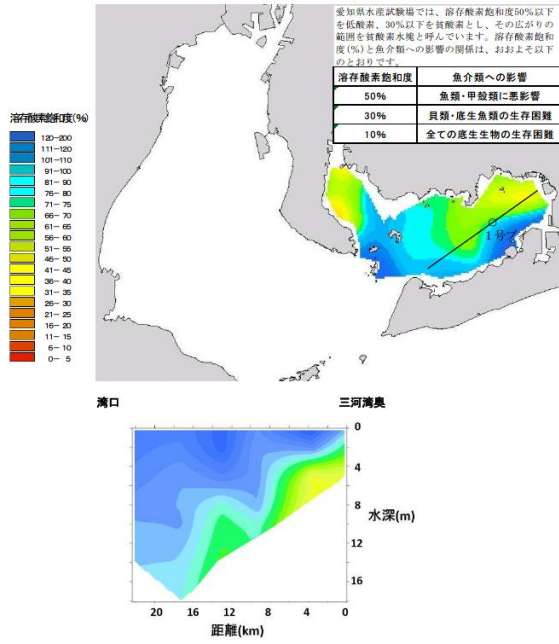 愛知県水産試験場では、溶存酸素飽和度50%以下
を低酸素、30%以下を貧酸素とし、その広がりの
範囲を貧酸素水塊と呼んでいます。溶存酸素飽和
度(%)と魚介類への影響の関係は、おおよそ以下
のとおりです。
溶存酸素飽和度 魚介類への影響
50% 魚類・甲殻類に悪影響
30% 貝類・底生魚類の生存困難
10% 全ての底生生物の生存困難
溶存酸素飽和度(%)
120-200
111-120
101-110
91-100
81- 90
76- 80
71- 75
66- 70
61- 65
56- 60
51- 55
46- 50
41- 45
36- 40
31- 35
26- 30
21- 25
16- 20
11- 15
6- 10
0- 5
1号ブイ
湾口 三河湾奥
0
4
8
12
16
水深(m)
20 16 12 8 4 0
距離(km)